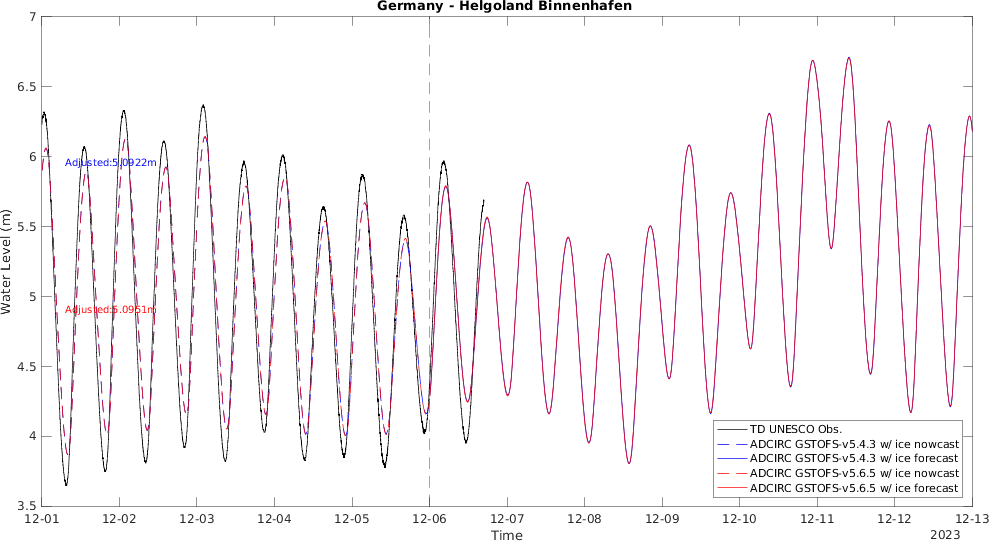 Germany - Helgoland Binnenhafen
7
6.5
6
5.5
5
4.5
4
3.5
Water Level (m)
Adjusted:5.0922m
Adjusted:5.0951m
TD UNESCO Obs.
ADCIRC GSTOFS-v5.4.3 w/ ice nowcast
ADCIRC GSTOFS-v5.4.3 w/ ice forecast
ADCIRC GSTOFS-v5.6.5 w/ ice nowcast
ADCIRC GSTOFS-v5.6.5 w/ ice forecast
12-01 12-02 12-03 12-04 12-05 12-06 12-07 12-08 12-09 12-10 12-11 12-12 12-13
Time
2023